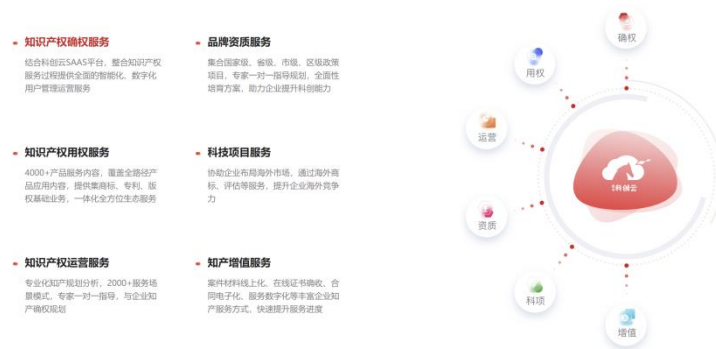 知识产权确权服务
结合科创云SAAS平台，整合知识产权
服务过程提供全面的智能化、数字化
用户管理运营服务
品牌资质服务
集合国家级、省级、市级、区级政策
项目，专家一对一指导规划，全面性
培育方案，助力企业提升科创能力
知识产权用权服务
4000+产品服务内容，覆盖全路径产
品应用内容，提供集商标、专利、版
权基础业务，一体化全方位生态服务
科技项目服务
协助企业布局海外市场，通过海外商
标、评估等服务，提升企业海外竞争
力
知识产权运营服务
专业化知产规划分析，2000+服务场
景模式，专家一对一指导，与企业知
产确权规划
知产增值服务
案件材料线上化、在线证书确收、合
同电子化、服务数字化等丰富企业知
产服务方式，快速提升服务进度
确权
用权
运营
科创云
资质
科项
增值